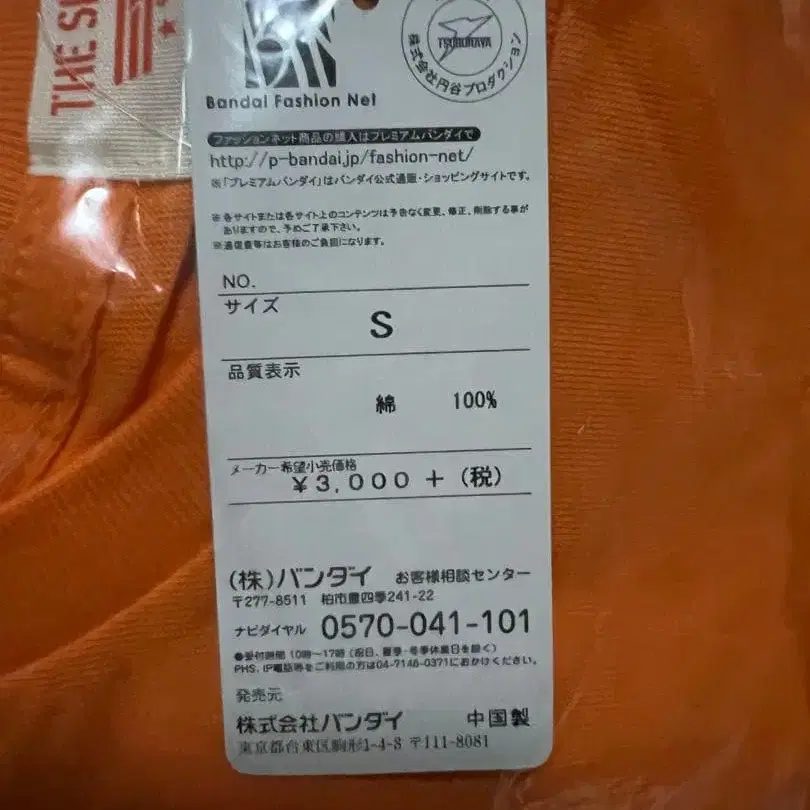 THE S
Bandai Fashion Net
TSUBURAYA
株式会社円谷プロダクション
ファッションネット商品の購入はプレミアムバンダイで
http://p-bandai.jp/fashion-net/
※「プレミアムバンダイ」はバンダイ公式通販・ショッピングサイトです。
※各サイトまたは各サイト上のコンテンツは予告なく変更、修正、削除する事が
ありますので、予めご了承下さい。
※通信費等はお客様のご負担になります。
NO.
サイズ
S
品質表示
綿 100%
メーカー希望小売価格
¥3,000 + (税)
(株)バンダイ お客様相談センター
〒277-8511 柏市豊四季241-22
ナビダイヤル 0570-041-101
●受付時間 10時〜17時 (祝日、夏季・冬季休業日を除く)
PHS、IP電話等をご利用の方は04-7146-0371におかけください。
発売元
株式会社バンダイ 中国製
東京都台東区駒形1-4-8 〒111-8081